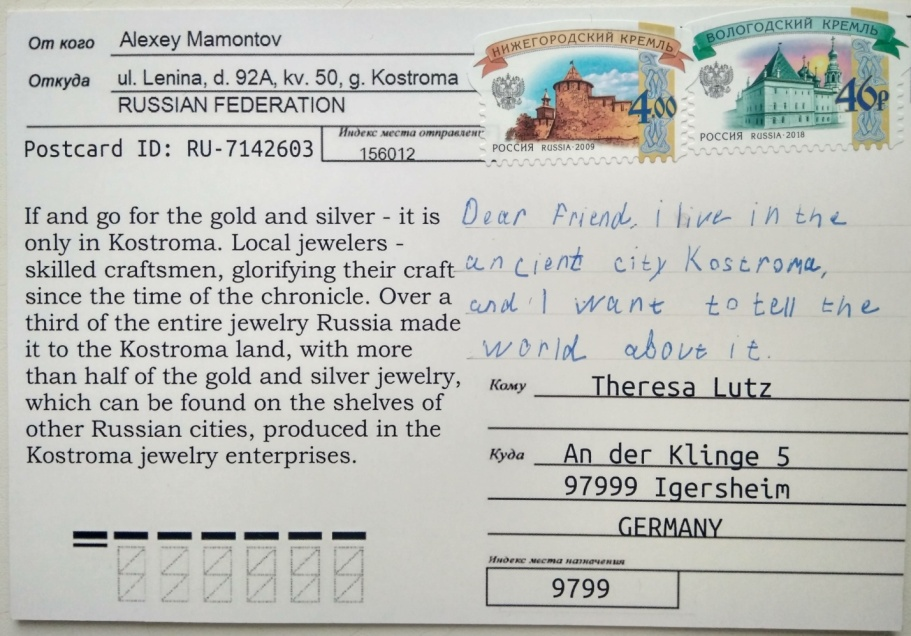 От кого Alexey Mamontov
Откуда ul. Lenina, d. 92A, kv. 50, g. Kostroma
RUSSIAN FEDERATION
Индекс места отправлен
Postcard ID: RU-7142603
156012
НИЖЕГОРОДСКИЙ КРЕМЛЬ
4.00
РОССИЯ RUSSIA·2009
ВОЛОГОДСКИЙ КРЕМЛЬ
46р
РОССИЯ RUSSIA·2018
If and go for the gold and silver - it is
only in Kostroma. Local jewelers -
skilled craftsmen, glorifying their craft
since the time of the chronicle. Over a
third of the entire jewelry Russia made
it to the Kostroma land, with more
than half of the gold and silver jewelry,
which can be found on the shelves of
other Russian cities, produced in the
Kostroma jewelry enterprises.
Dear Friend, i live in the
ancient city Kostroma,
and I want to tell the
world about it.
Кому Theresa Lutz
Куда An der Klinge 5
97999 Igersheim
GERMANY
Индекс места назначения
9799